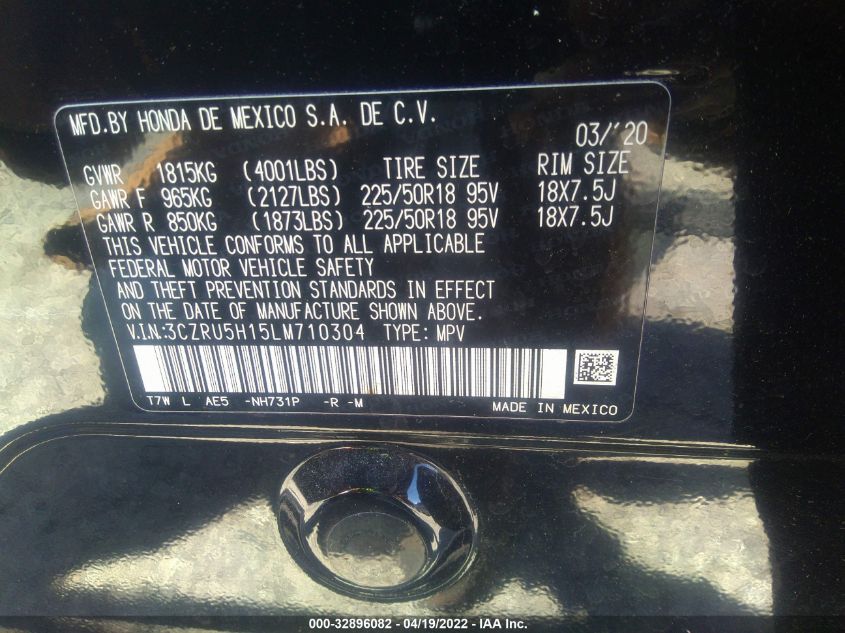 MFD.BY HONDA DE MEXICO S.A. DE C.V.
03/'20
GVWR 1815KG (4001LBS) TIRE SIZE RIM SIZE
GAWR F 965KG (2127LBS) 225/50R18 95V 18X7.5J
GAWR R 850KG (1873LBS) 225/50R18 95V 18X7.5J
THIS VEHICLE CONFORMS TO ALL APPLICABLE
FEDERAL MOTOR VEHICLE SAFETY
AND THEFT PREVENTION STANDARDS IN EFFECT
ON THE DATE OF MANUFACTURE SHOWN ABOVE.
V.I.N.:3CZRU5H15LM710304 TYPE: MPV
T7W L AE5 -NH731P -R -M MADE IN MEXICO
000-32896082 - 04/19/2022 - IAA Inc.